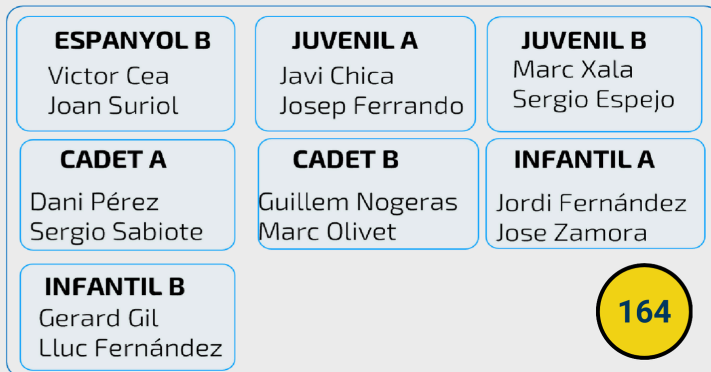 ESPANYOL B
Victor Cea
Joan Suriol
JUVENIL A
Javi Chica
Josep Ferrando
JUVENIL B
Marc Xala
Sergio Espejo
CADET A
Dani Pérez
Sergio Sabiote
CADET B
Guillem Nogeras
Marc Olivet
INFANTIL A
Jordi Fernández
Jose Zamora
INFANTIL B
Gerard Gil
Lluc Fernández
164